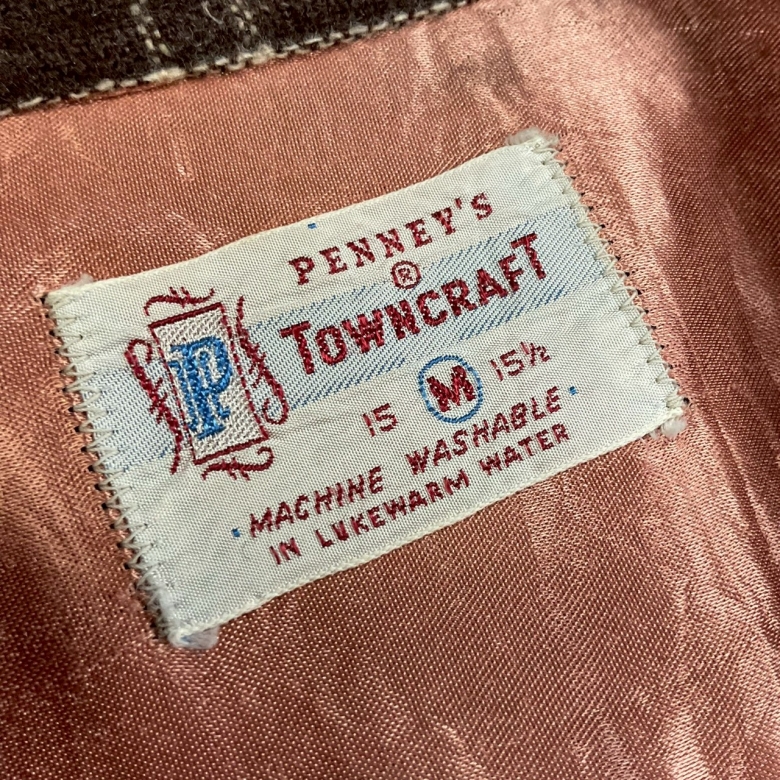 PENNEY'S
®
TOWNCRAFT
P
15 M 15½
·MACHINE WASHABLE·
IN LUKEWARM WATER